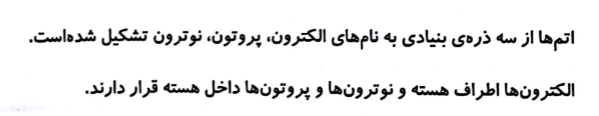 اتم‌ها از سه ذره‌ی بنیادی به نام‌های الکترون، پروتون، نوترون تشکیل شده‌است.
الکترون‌ها اطراف هسته و نوترون‌ها و پروتون‌ها داخل هسته قرار دارند.